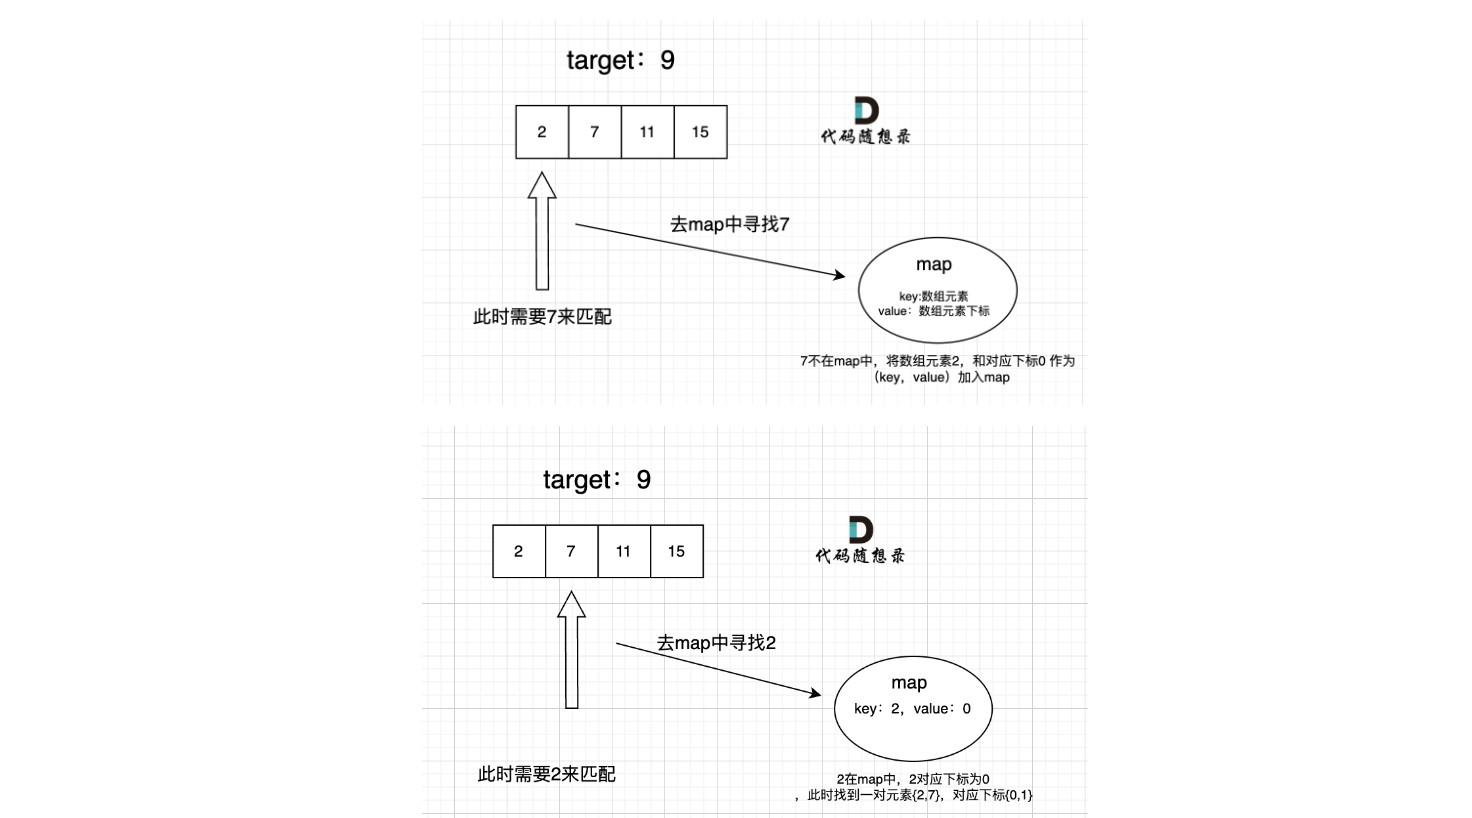 target：9
2 7 11 15
代码随想录
去map中寻找7
map
key:数组元素
value：数组元素下标
此时需要7来匹配
7不在map中，将数组元素2，和对应下标0 作为
（key，value）加入map
target：9
2 7 11 15
代码随想录
去map中寻找2
map
key：2，value：0
此时需要2来匹配
2在map中，2对应下标为0
，此时找到一对元素{2,7}，对应下标{0,1}